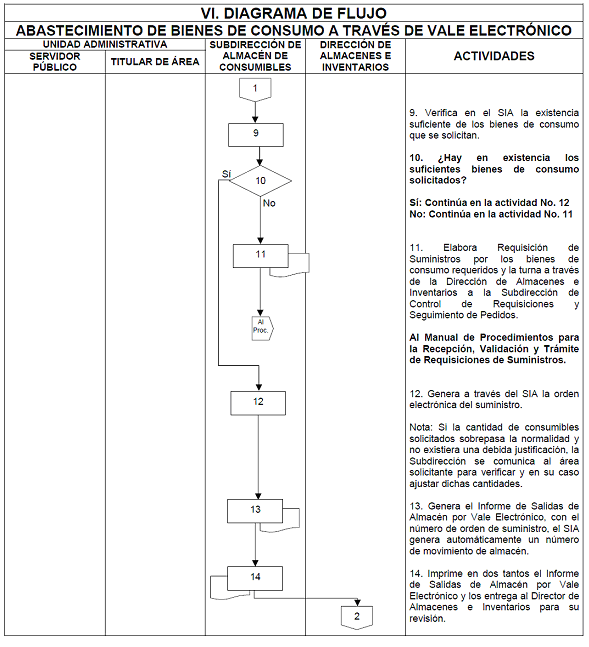 VI. DIAGRAMA DE FLUJO
ABASTECIMIENTO DE BIENES DE CONSUMO A TRAVÉS DE VALE ELECTRÓNICO
UNIDAD ADMINISTRATIVA
SERVIDOR
PÚBLICO
TITULAR DE ÁREA
SUBDIRECCIÓN DE
ALMACÉN DE
CONSUMIBLES
DIRECCIÓN DE
ALMACENES E
INVENTARIOS
ACTIVIDADES
1
9
10
Sí
No
11
Al
Proc.
12
13
14
2
9. Verifica en el SIA la existencia
suficiente de los bienes de consumo
que se solicitan.
10. ¿Hay en existencia los
suficientes bienes de consumo
solicitados?
Sí: Continúa en la actividad No. 12
No: Continúa en la actividad No. 11
11. Elabora Requisición de
Suministros por los bienes de
consumo requeridos y la turna a través
de la Dirección de Almacenes e
Inventarios a la Subdirección de
Control de Requisiciones y
Seguimiento de Pedidos.
Al Manual de Procedimientos para
la Recepción, Validación y Trámite
de Requisiciones de Suministros.
12. Genera a través del SIA la orden
electrónica del suministro.
Nota: Si la cantidad de consumibles
solicitados sobrepasa la normalidad y
no existiera una debida justificación, la
Subdirección se comunica al área
solicitante para verificar y en su caso
ajustar dichas cantidades.
13. Genera el Informe de Salidas de
Almacén por Vale Electrónico, con el
número de orden de suministro, el SIA
genera automáticamente un número
de movimiento de almacén.
14. Imprime en dos tantos el Informe
de Salidas de Almacén por Vale
Electrónico y los entrega al Director de
Almacenes e Inventarios para su
revisión.